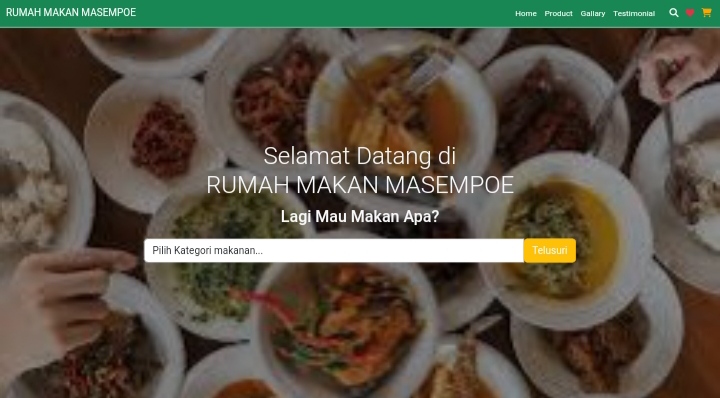 RUMAH MAKAN MASEMPOE
Home Product Gallary Testimonial
Selamat Datang di
RUMAH MAKAN MASEMPOE
Lagi Mau Makan Apa?
Pilih Kategori makanan...
Telusuri